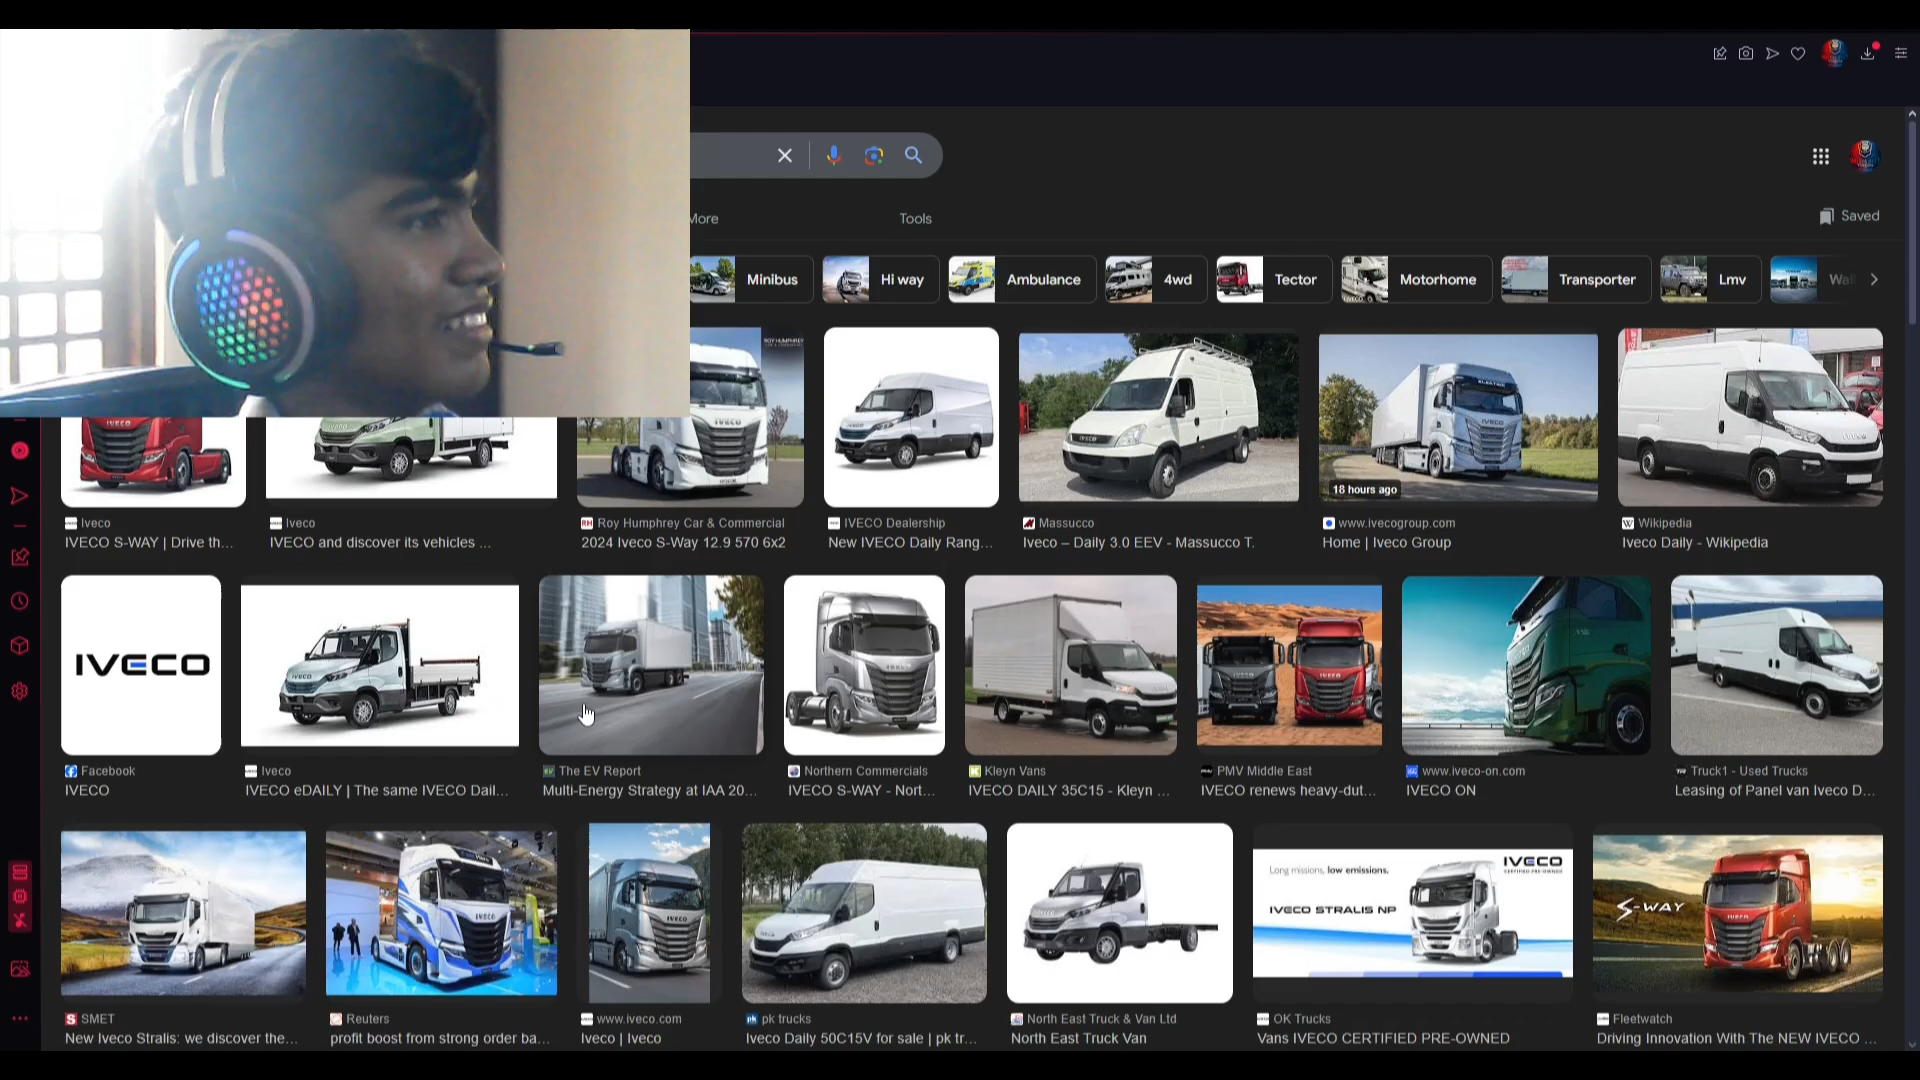 More
Tools
Saved
Minibus
Hi way
Ambulance
4wd
Tector
Motorhome
Transporter
Lmv
ROY HUMPHREY
IVECO
18 hours ago
Iveco
IVECO S-WAY | Drive th...
Iveco
IVECO and discover its vehicles ...
RH Roy Humphrey Car & Commercial
2024 Iveco S-Way 12.9 570 6x2
IVECO Dealership
New IVECO Daily Rang...
Massucco
Iveco – Daily 3.0 EEV - Massucco T.
www.ivecogroup.com
Home | Iveco Group
W Wikipedia
Iveco Daily - Wikipedia
IVECO
Facebook
IVECO
Iveco
IVECO eDAILY | The same IVECO Dail...
The EV Report
Multi-Energy Strategy at IAA 20...
Northern Commercials
IVECO S-WAY - Nort...
Kleyn Vans
IVECO DAILY 35C15 - Kleyn ...
PMV Middle East
IVECO renews heavy-dut...
www.iveco-on.com
IVECO ON
Truck1 - Used Trucks
Leasing of Panel van Iveco D...
Long missions, low emissions.
IVECO
CERTIFIED PRE-OWNED
IVECO STRALIS NP
S-WAY
S SMET
New Iveco Stralis: we discover the...
Reuters
profit boost from strong order ba...
www.iveco.com
Iveco | Iveco
pk pk trucks
Iveco Daily 50C15V for sale | pk tr...
North East Truck & Van Ltd
North East Truck Van
OK Trucks
Vans IVECO CERTIFIED PRE-OWNED
Fleetwatch
Driving Innovation With The NEW IVECO ...